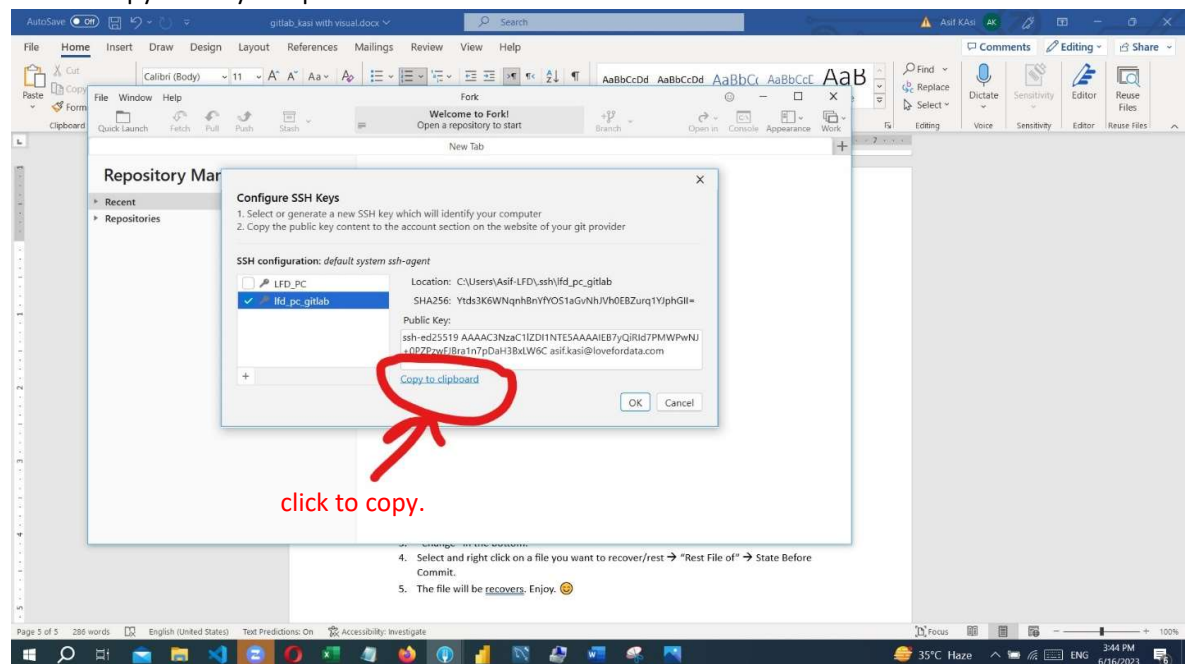 AutoSave Off gitlab_kasi with visual.docx Search Asif KAsi AK
File Home Insert Draw Design Layout References Mailings Review View Help Comments Editing Share
Cut Calibri (Body) 11 Aa AaBbCcDd AaBbCcDd AaBbCc AaBbCcE AaB Find
Copy Replace
Paste Form Select Dictate Sensitivity Editor Reuse Files
Clipboard Editing Voice Sensitivity Editor Reuse Files
File Window Help Fork
Welcome to Fork!
Open a repository to start
Quick Launch Fetch Pull Push Stash Branch Open in Console Appearance Work
New Tab
Repository Mar
Recent
Repositories
Configure SSH Keys
1. Select or generate a new SSH key which will identify your computer
2. Copy the public key content to the account section on the website of your git provider
SSH configuration: default system ssh-agent
LFD_PC
lfd_pc_gitlab
Location: C:\Users\Asif-LFD\.ssh\lfd_pc_gitlab
SHA256:
Public Key:
ssh-ed25519
asif.kasi@lovefordata.com
Copy to clipboard
OK Cancel
click to copy.
4. Select and right click on a file you want to recover/rest → "Rest File of" → State Before
Commit.
5. The file will be recovers. Enjoy. 😊
Page 5 of 5 286 words English (United States) Text Predictions: On Accessibility: Investigate Focus 100%
35°C Haze ENG 3:44 PM
6/16/2023